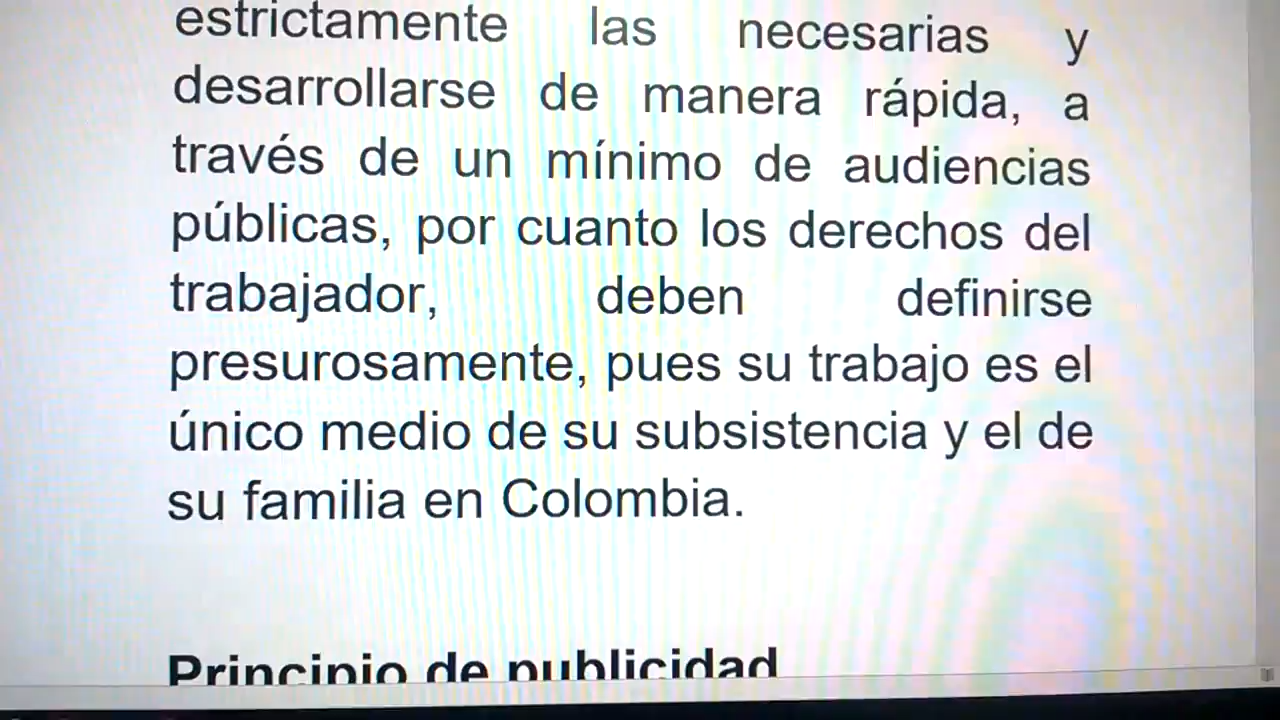 estrictamente las necesarias y
desarrollarse de manera rápida, a
través de un mínimo de audiencias
públicas, por cuanto los derechos del
trabajador, deben definirse
presurosamente, pues su trabajo es el
único medio de su subsistencia y el de
su familia en Colombia.
Principio de publicidad